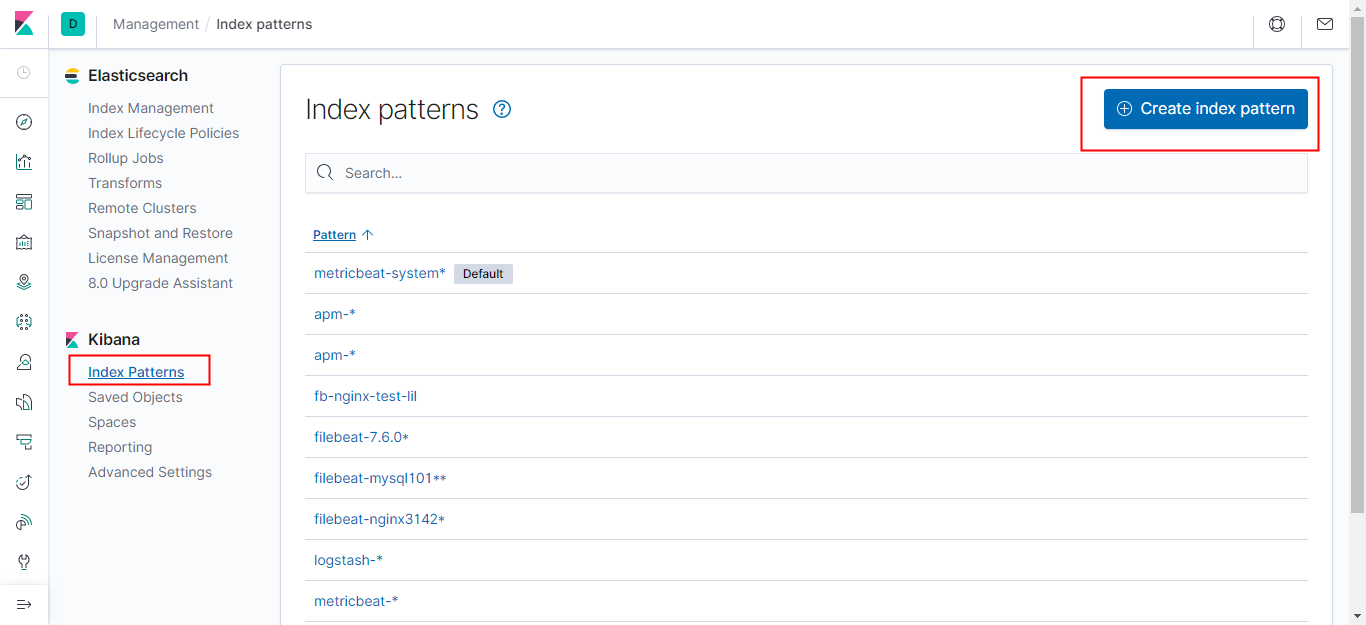 D
Management / Index patterns
Elasticsearch
Index Management
Index Lifecycle Policies
Rollup Jobs
Transforms
Remote Clusters
Snapshot and Restore
License Management
8.0 Upgrade Assistant
Kibana
Index Patterns
Saved Objects
Spaces
Reporting
Advanced Settings
Index patterns ?
Create index pattern
Search...
Pattern
metricbeat-system* Default
apm-*
apm-*
fb-nginx-test-lil
filebeat-7.6.0*
filebeat-mysql101**
filebeat-nginx3142*
logstash-*
metricbeat-*